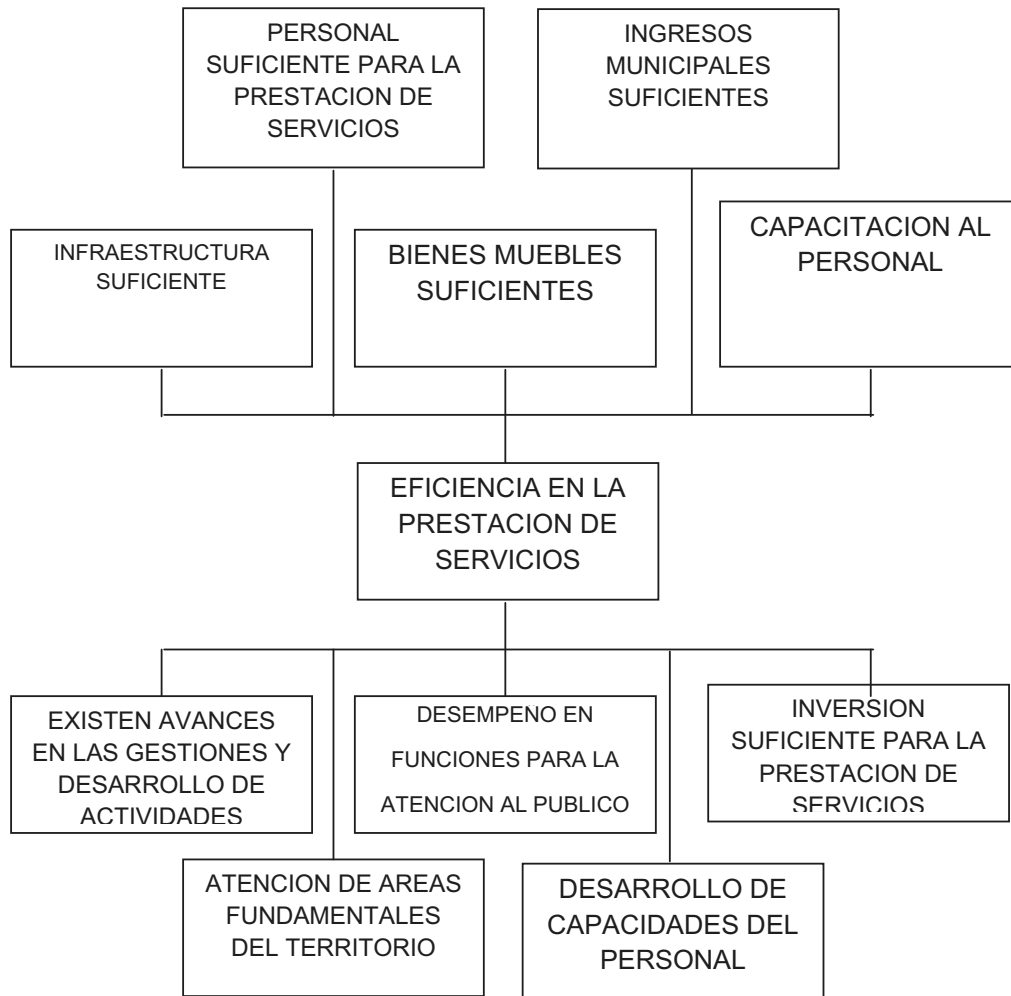 PERSONAL
SUFICIENTE PARA LA
PRESTACION DE
SERVICIOS
INGRESOS
MUNICIPALES
SUFICIENTES
INFRAESTRUCTURA
SUFICIENTE
BIENES MUEBLES
SUFICIENTES
CAPACITACION AL
PERSONAL
EFICIENCIA EN LA
PRESTACION DE
SERVICIOS
EXISTEN AVANCES
EN LAS GESTIONES Y
DESARROLLO DE
ACTIVIDADES
DESEMPEÑO EN
FUNCIONES PARA LA
ATENCION AL PUBLICO
INVERSION
SUFICIENTE PARA LA
PRESTACION DE
SERVICIOS
ATENCION DE AREAS
FUNDAMENTALES
DEL TERRITORIO
DESARROLLO DE
CAPACIDADES DEL
PERSONAL